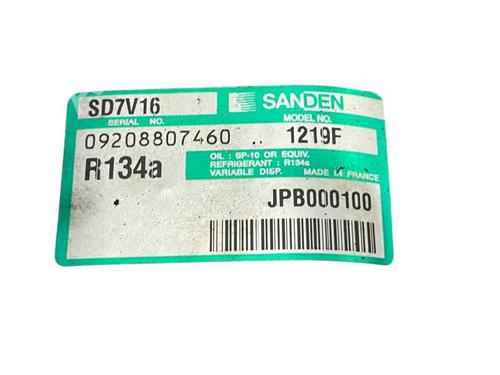 SD7V16 SANDEN
SERIAL NO. MODEL NO.
09208807460 1219F
R134a
OIL : SP-10 OR EQUIV.
REFRIGERANT : R134a
VARIABLE DISP. MADE IN FRANCE
JPB000100